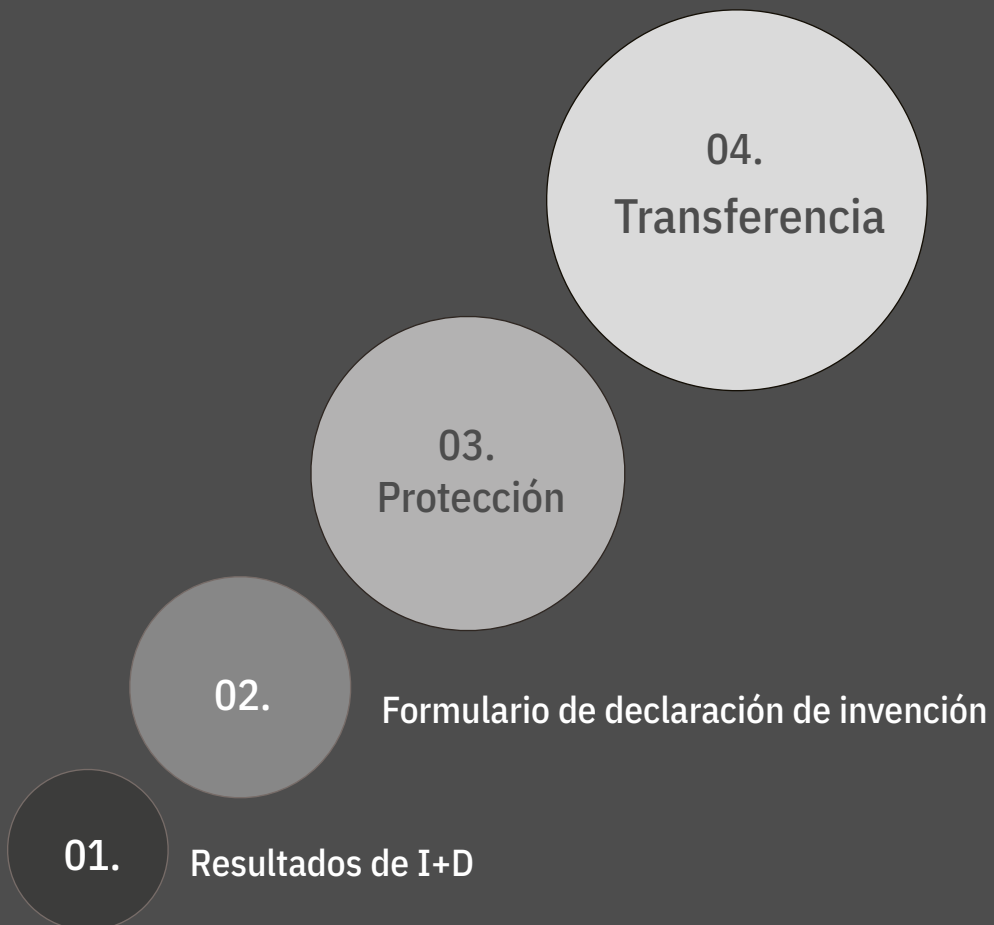 04.
Transferencia
03.
Protección
02.
Formulario de declaración de invención
01.
Resultados de I+D